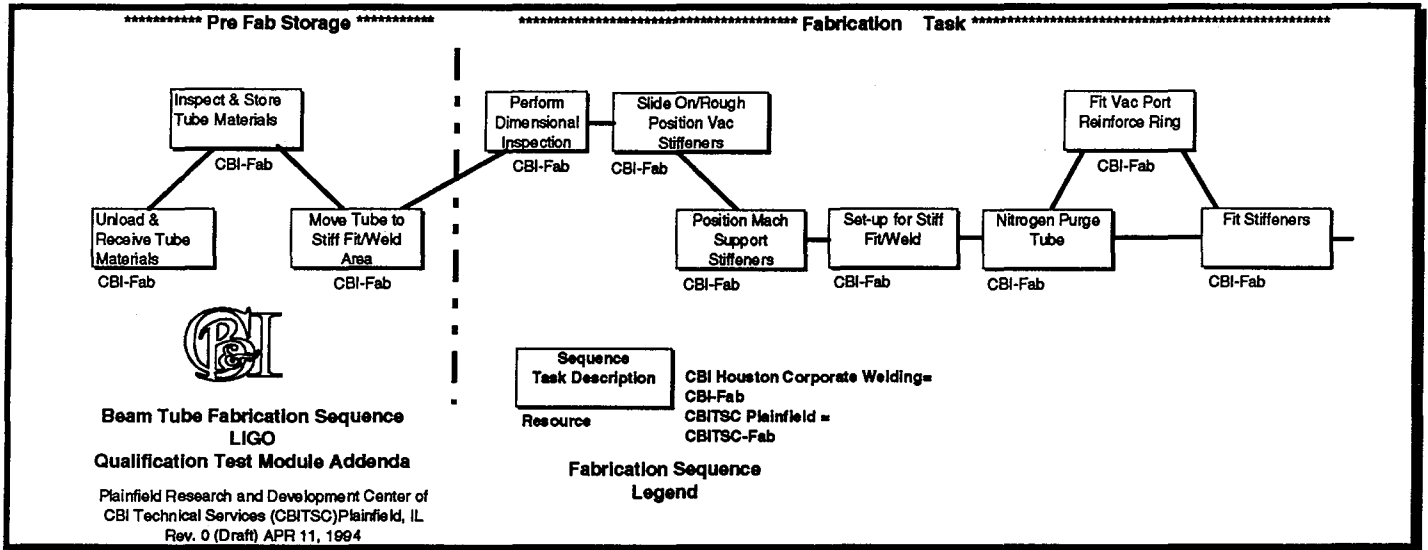 *********** Pre Fab Storage ***********
************************************** Fabrication Task *************************************************
Inspect & Store
Tube Materials
CBI-Fab
Unload &
Receive Tube
Materials
CBI-Fab
Move Tube to
Stiff Fit/Weld
Area
CBI-Fab
Perform
Dimensional
Inspection
CBI-Fab
Slide On/Rough
Position Vac
Stiffeners
CBI-Fab
Position Mach
Support
Stiffeners
CBI-Fab
Set-up for Stiff
Fit/Weld
CBI-Fab
Nitrogen Purge
Tube
CBI-Fab
Fit Vac Port
Reinforce Ring
CBI-Fab
Fit Stiffeners
CBI-Fab
CB&I
Beam Tube Fabrication Sequence
LIGO
Qualification Test Module Addenda
Plainfield Research and Development Center of
CBI Technical Services (CBITSC)Plainfield, IL
Rev. 0 (Draft) APR 11, 1994
Sequence
Task Description
Resource
CBI Houston Corporate Welding=
CBI-Fab
CBITSC Plainfield =
CBITSC-Fab
Fabrication Sequence
Legend